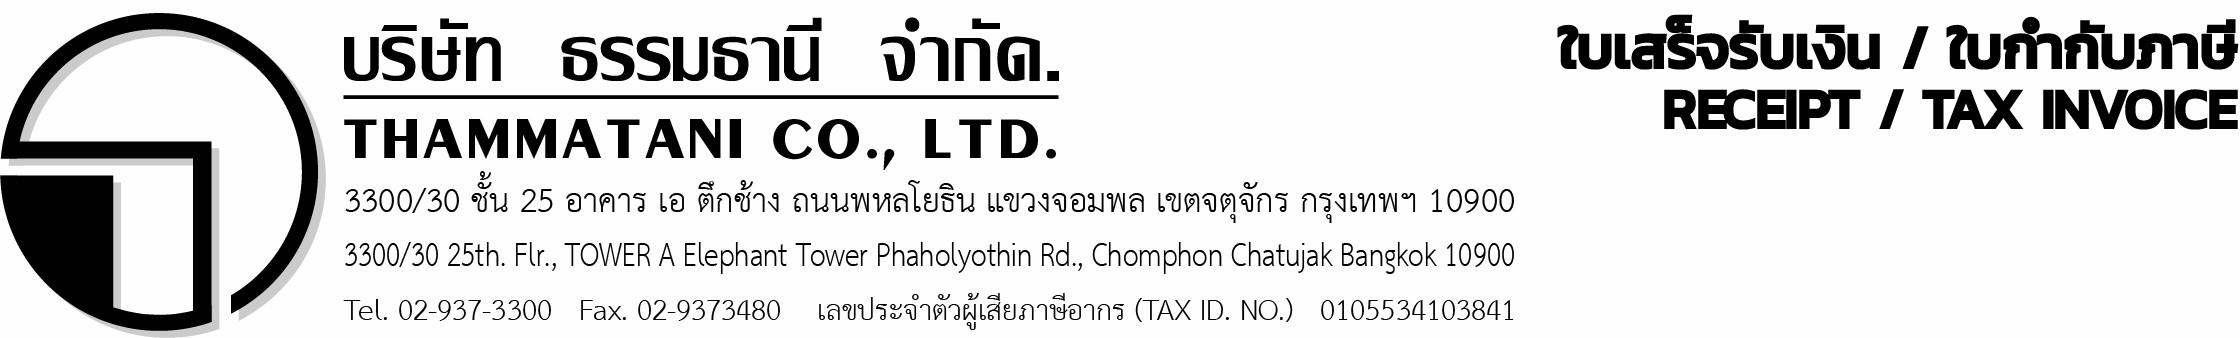 บริษัท ธรรมธานี จำกัด.
THAMMATANI CO., LTD.
3300/30 ชั้น 25 อาคาร เอ ตึกช้าง ถนนพหลโยธิน แขวงจอมพล เขตจตุจักร กรุงเทพฯ 10900
3300/30 25th. Flr., TOWER A Elephant Tower Phaholyothin Rd., Chomphon Chatujak Bangkok 10900
Tel. 02-937-3300 Fax. 02-9373480 เลขประจำตัวผู้เสียภาษีอากร (TAX ID. NO.) 0105534103841
ใบเสร็จรับเงิน / ใบกำกับภาษี
RECEIPT / TAX INVOICE